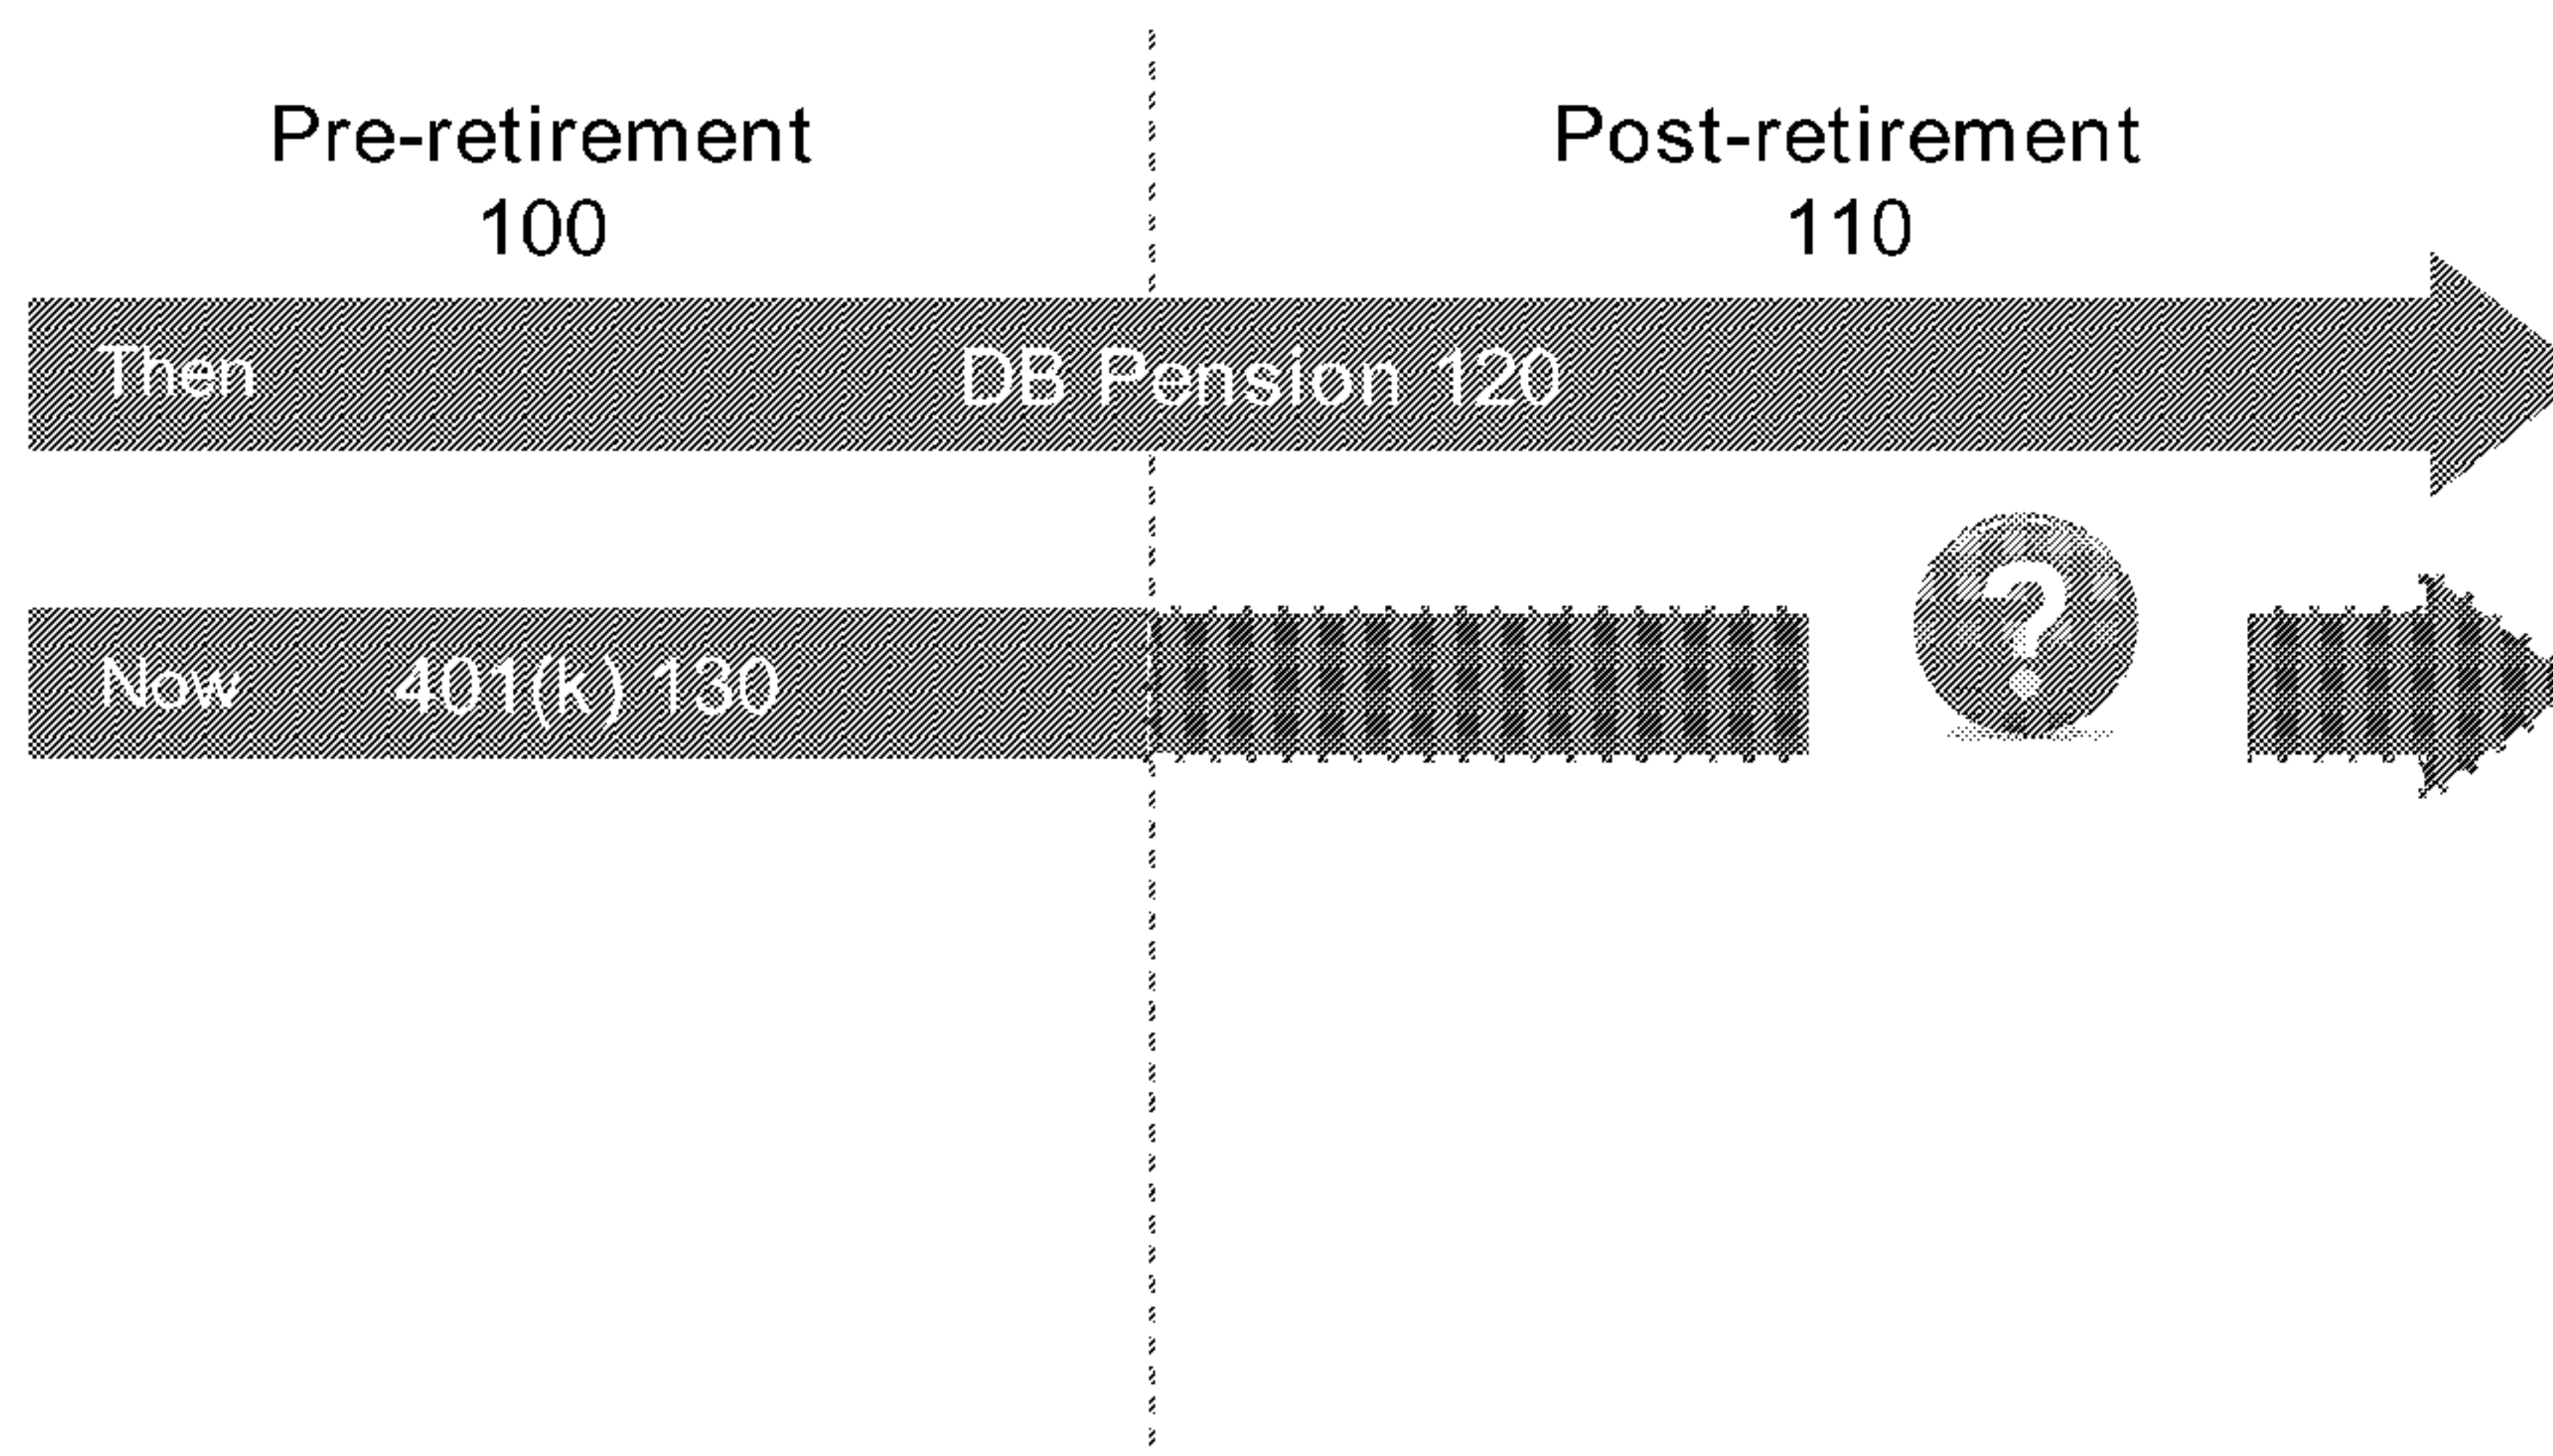 Pre-retirement
100
Post-retirement
110
Then DB Pension 120
?
Now 401(k) 130